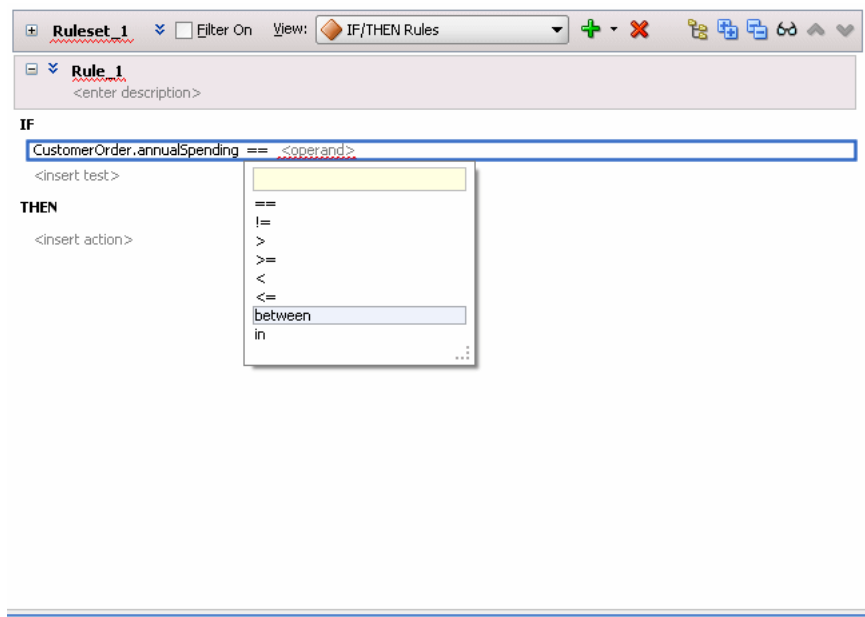 Ruleset_1 Filter On View: IF/THEN Rules
Rule_1
<enter description>
IF
CustomerOrder.annualSpending == <operand>
<insert test>
==
!=
>
>=
<
<=
between
in
THEN
<insert action>